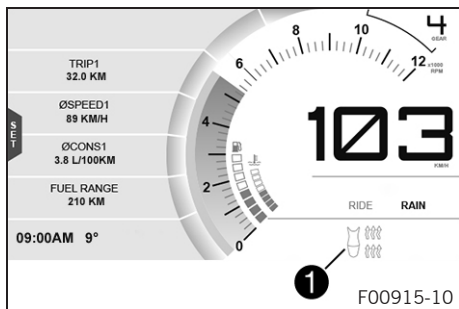 TRIP1
32.0 KM
ØSPEED1
89 KM/H
ØCONS1
3.8 L/100KM
FUEL RANGE
210 KM
09:00AM 9°
SET
0
2
4
6
8
10
12
x1000
RPM
4
GEAR
103
KM/H
RIDE RAIN
1
F00915-10